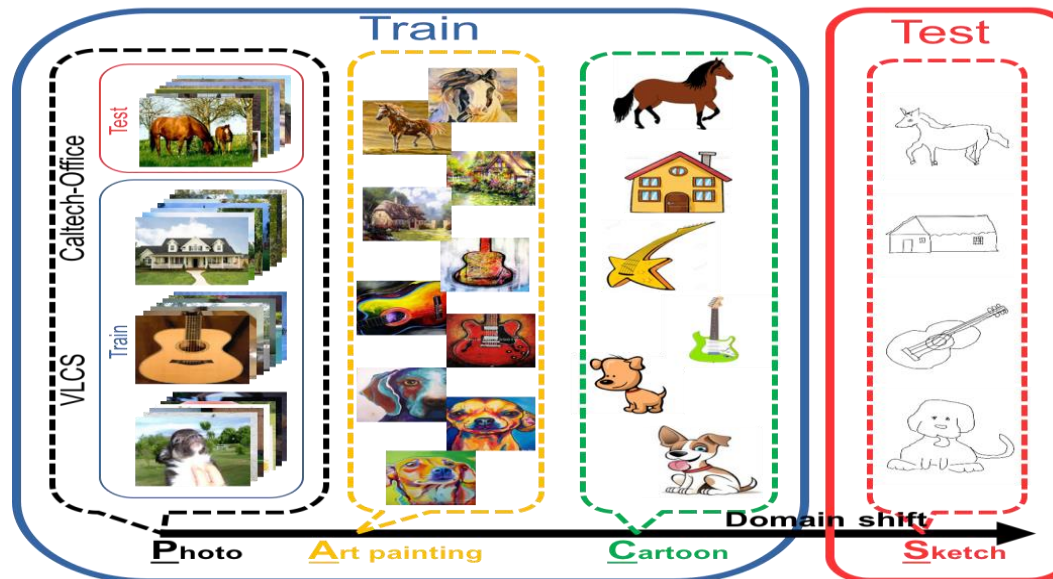 Train
Test
Caltech-Office
VLCS
Test
Train
Domain shift
Photo
Art painting
Cartoon
Sketch